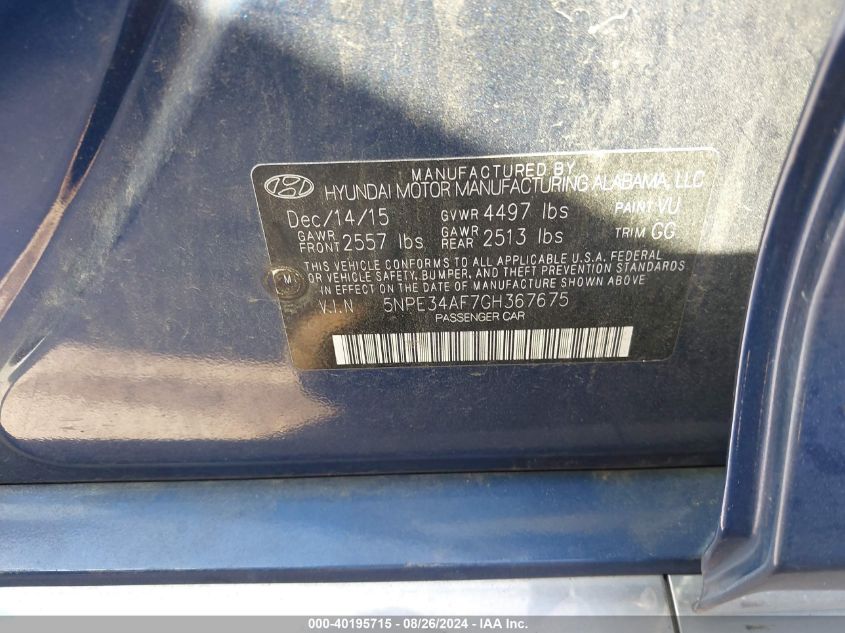 MANUFACTURED BY
HYUNDAI MOTOR MANUFACTURING ALABAMA, LLC
Dec/14/15 GVWR 4497 lbs PAINT VU
GAWR FRONT 2557 lbs GAWR REAR 2513 lbs TRIM GG
THIS VEHICLE CONFORMS TO ALL APPLICABLE U.S.A. FEDERAL
OR VEHICLE SAFETY, BUMPER, AND THEFT PREVENTION STANDARDS
IN EFFECT ON THE DATE OF MANUFACTURE SHOWN ABOVE
V.I.N 5NPE34AF7GH367675
PASSENGER CAR
000-40195715 - 08/26/2024 - IAA Inc.